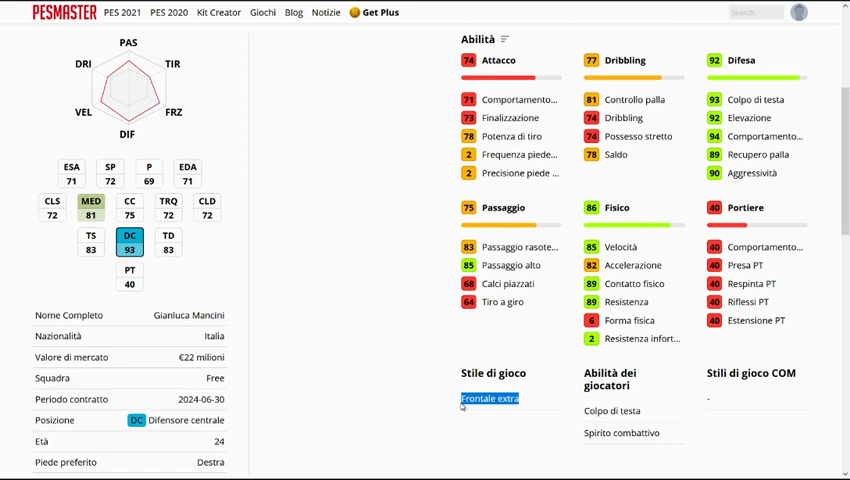 PESMASTER PES 2021 PES 2020 Kit Creator Giochi Blog Notizie Get Plus Search
PAS
DRI TIR
VEL FRZ
DIF
ESA SP P EDA
71 72 69 71
CLS MED CC TRQ CLD
72 81 75 72 72
TS DC TD
83 93 83
PT
40
Nome Completo Gianluca Mancini
Nazionalità Italia
Valore di mercato €22 milioni
Squadra Free
Periodo contratto 2024-06-30
Posizione DC Difensore centrale
Età 24
Piede preferito Destra
Abilità
74 Attacco
71 Comportamento...
73 Finalizzazione
78 Potenza di tiro
2 Frequenza piede...
2 Precisione piede ...
77 Dribbling
81 Controllo palla
74 Dribbling
74 Possesso stretto
78 Saldo
92 Difesa
93 Colpo di testa
92 Elevazione
94 Comportamento...
89 Recupero palla
90 Aggressività
75 Passaggio
83 Passaggio rasote...
85 Passaggio alto
68 Calci piazzati
64 Tiro a giro
86 Fisico
85 Velocità
82 Accelerazione
89 Contatto fisico
89 Resistenza
6 Forma fisica
2 Resistenza infort...
40 Portiere
40 Comportamento...
40 Presa PT
40 Respinta PT
40 Riflessi PT
40 Estensione PT
Stile di gioco
Frontale extra
Abilità dei
giocatori
Colpo di testa
Spirito combattivo
Stili di gioco COM
-